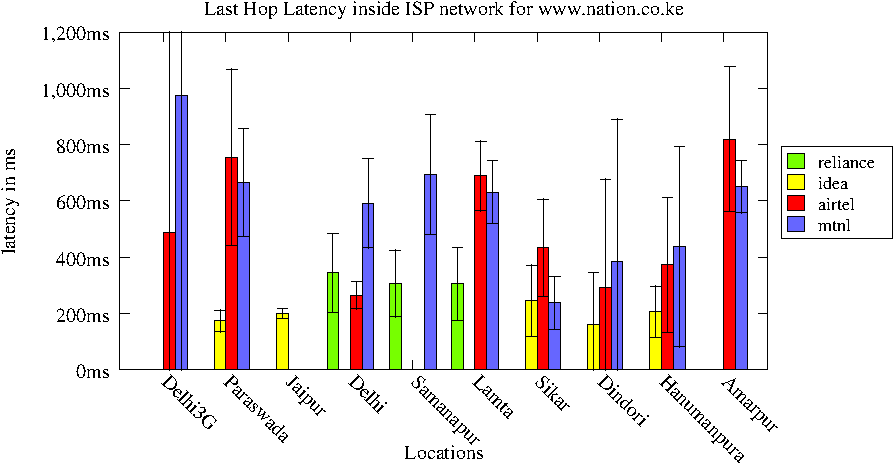 Last Hop Latency inside ISP network for www.nation.co.ke
1,200ms
1,000ms
800ms
600ms
400ms
200ms
0ms
latency in ms
Delhi3G
Paraswada
Jaipur
Delhi
Samanapur
Lamta
Sikar
Dindori
Hanumanpura
Amarpur
Locations
reliance
idea
airtel
mtnl